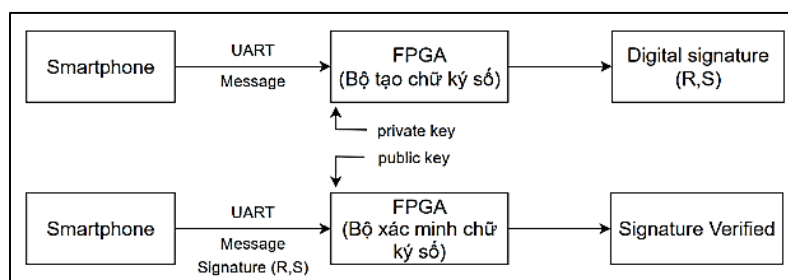 Smartphone
UART
Message
FPGA
(Bộ tạo chữ ký số)
Digital signature
(R,S)
private key
public key
Smartphone
UART
Message
Signature (R,S)
FPGA
(Bộ xác minh chữ
ký số)
Signature Verified